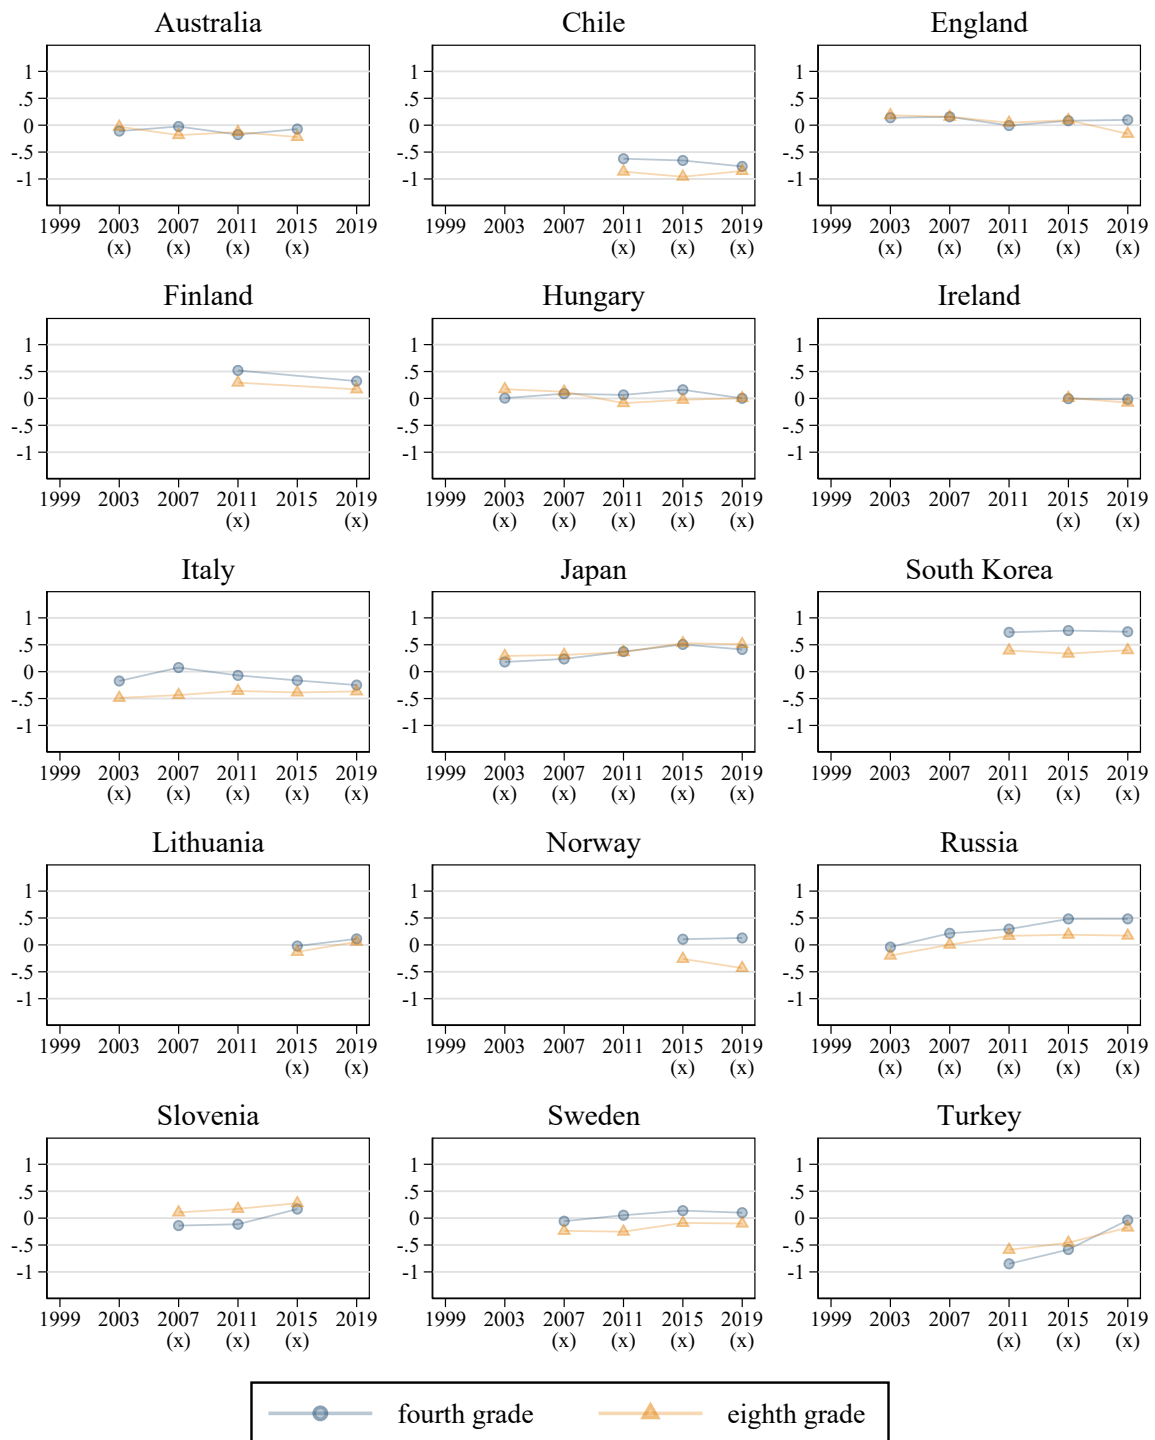 Australia
Chile
England
1
.5
0
-.5
-1
1
.5
0
-.5
-1
1
.5
0
-.5
-1
1999 2003 2007 2011 2015 2019
(x) (x) (x) (x)
1999 2003 2007 2011 2015 2019
(x) (x) (x)
1999 2003 2007 2011 2015 2019
(x) (x) (x) (x) (x)
Finland
Hungary
Ireland
1
.5
0
-.5
-1
1
.5
0
-.5
-1
1
.5
0
-.5
-1
1999 2003 2007 2011 2015 2019
(x) (x)
1999 2003 2007 2011 2015 2019
(x) (x) (x) (x) (x)
1999 2003 2007 2011 2015 2019
(x) (x)
Italy
Japan
South Korea
1
.5
0
-.5
-1
1
.5
0
-.5
-1
1
.5
0
-.5
-1
1999 2003 2007 2011 2015 2019
(x) (x) (x) (x) (x)
1999 2003 2007 2011 2015 2019
(x) (x) (x) (x) (x)
1999 2003 2007 2011 2015 2019
(x) (x) (x)
Lithuania
Norway
Russia
1
.5
0
-.5
-1
1
.5
0
-.5
-1
1
.5
0
-.5
-1
1999 2003 2007 2011 2015 2019
(x) (x)
1999 2003 2007 2011 2015 2019
(x) (x)
1999 2003 2007 2011 2015 2019
(x) (x) (x) (x) (x)
Slovenia
Sweden
Turkey
1
.5
0
-.5
-1
1
.5
0
-.5
-1
1
.5
0
-.5
-1
1999 2003 2007 2011 2015 2019
(x) (x) (x)
1999 2003 2007 2011 2015 2019
(x) (x) (x) (x)
1999 2003 2007 2011 2015 2019
(x) (x) (x)
fourth grade
eighth grade